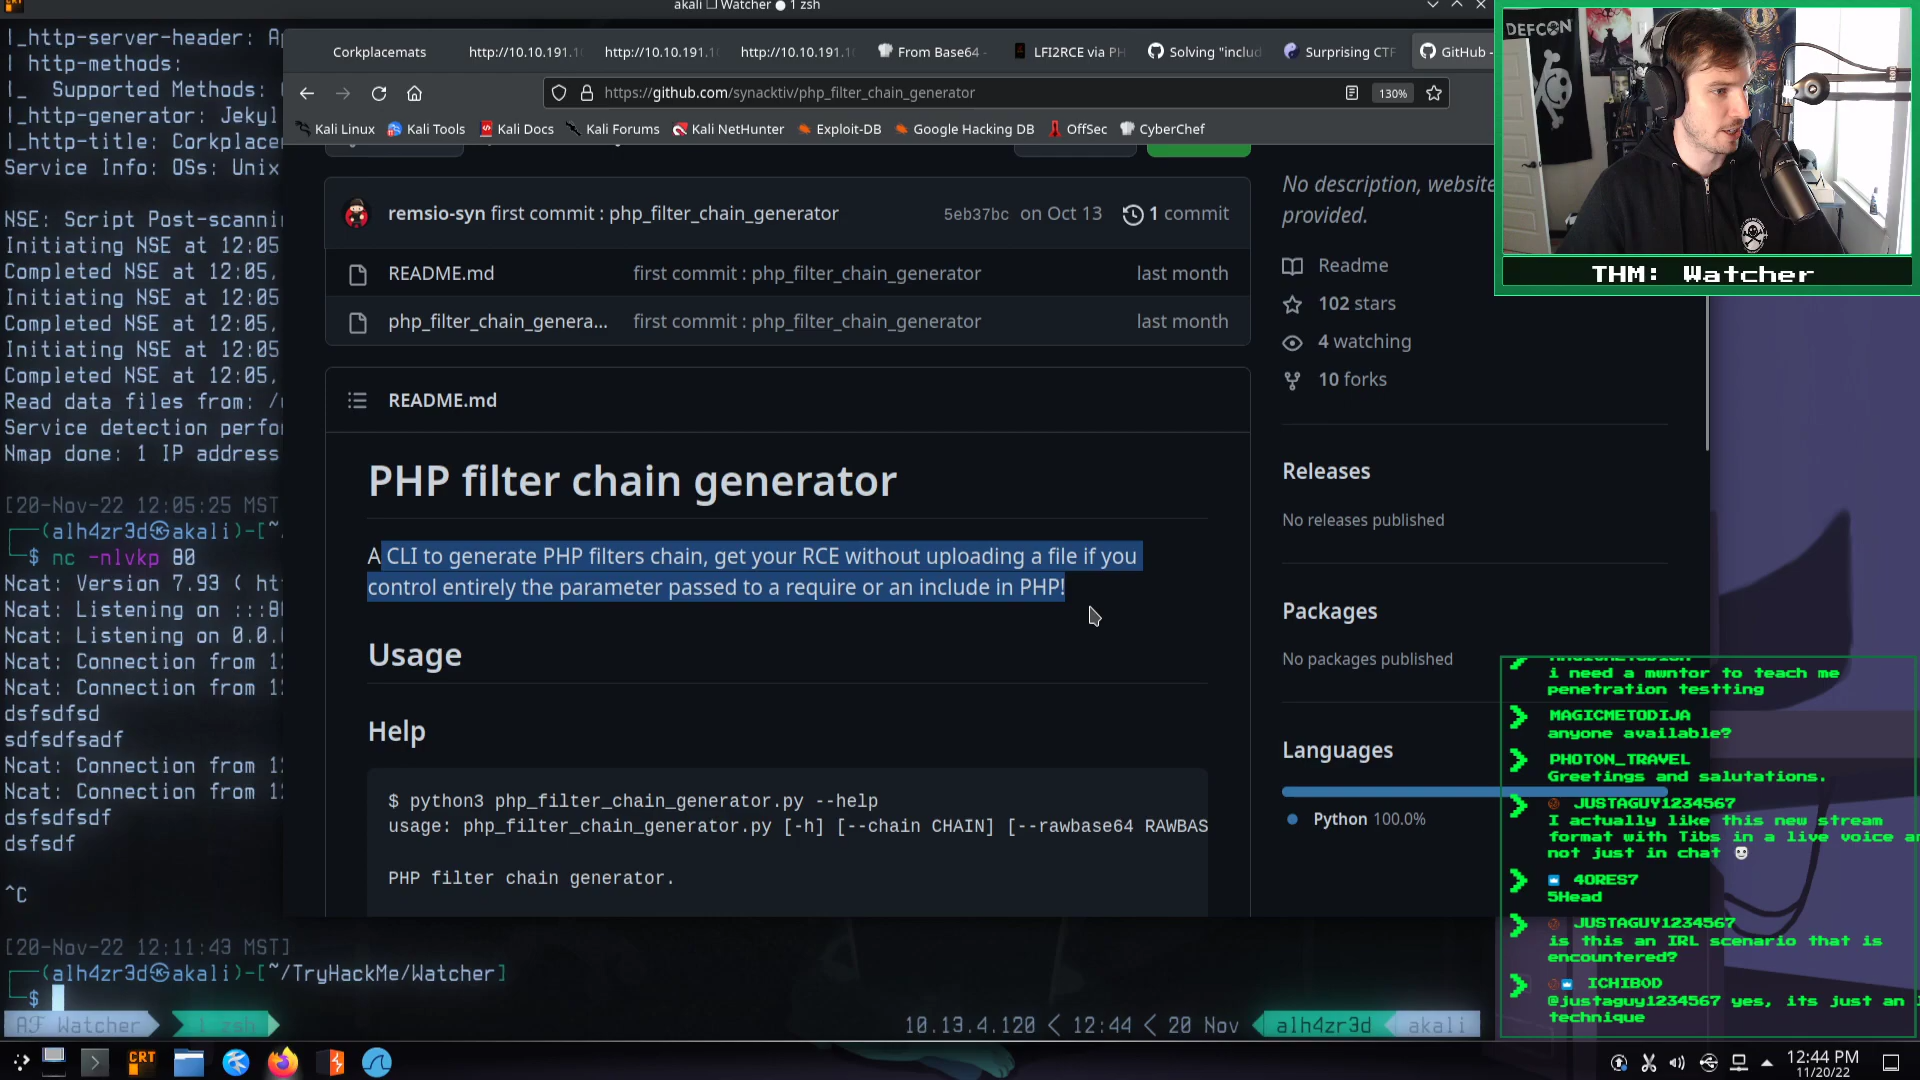 akali □ Watcher ● 1 zsh
|_http-server-header:
| http-methods:
|_  Supported Methods:
|_http-generator: Jekyl
|_http-title: Corkplace
Service Info: OSs: Unix
NSE: Script Post-scanni
Initiating NSE at 12:05
Completed NSE at 12:05,
Initiating NSE at 12:05
Completed NSE at 12:05,
Initiating NSE at 12:05
Completed NSE at 12:05,
Read data files from:
Service detection perfo
Nmap done: 1 IP address
[20-Nov-22 12:05:25 MST
(alh4zr3d㉿akali)-[~
$ nc -nlvkp 80
Ncat: Version 7.93 ( ht
Ncat: Listening on :::8
Ncat: Listening on 0.0.
Ncat: Connection from
Ncat: Connection from
dsfsdfsd
sdfsdfsadf
Ncat: Connection from
Ncat: Connection from
dsfsdfsdf
dsfsdf
^C
[20-Nov-22 12:11:43 MST]
(alh4zr3d㉿akali)-[~/TryHackMe/Watcher]
$
Watcher 1 zsh
10.13.4.120 < 12:44 < 20 Nov alh4zr3d akali
Corkplacemats http://10.10.191.1 http://10.10.191.1 http://10.10.191.1 From Base64 - LFI2RCE via PH Solving "includ Surprising CTF GitHub -
https://github.com/synacktiv/php_filter_chain_generator 130%
Kali Linux Kali Tools Kali Docs Kali Forums Kali NetHunter Exploit-DB Google Hacking DB OffSec CyberChef
remsio-syn first commit : php_filter_chain_generator 5eb37bc on Oct 13 1 commit
README.md first commit : php_filter_chain_generator last month
php_filter_chain_genera... first commit : php_filter_chain_generator last month
README.md
PHP filter chain generator
A CLI to generate PHP filters chain, get your RCE without uploading a file if you
control entirely the parameter passed to a require or an include in PHP!
Usage
Help
$ python3 php_filter_chain_generator.py --help
usage: php_filter_chain_generator.py [-h] [--chain CHAIN] [--rawbase64 RAWBAS
PHP filter chain generator.
No description, website
provided.
Readme
102 stars
4 watching
10 forks
Releases
No releases published
Packages
No packages published
Languages
Python 100.0%
DEFCON
THM: Watcher
i need a mwntor to teach me
penetration testting
MAGICMETODIJA
anyone available?
PHOTON_TRAVEL
Greetings and salutations.
JUSTAGUY1234567
I actually like this new stream
format with Tibs in a live voice an
not just in chat
4ORES7
5Head
JUSTAGUY1234567
is this an IRL scenario that is
encountered?
ICHIBOD
@justaguy1234567 yes, its just an
technique
CRT
12:44 PM
11/20/22